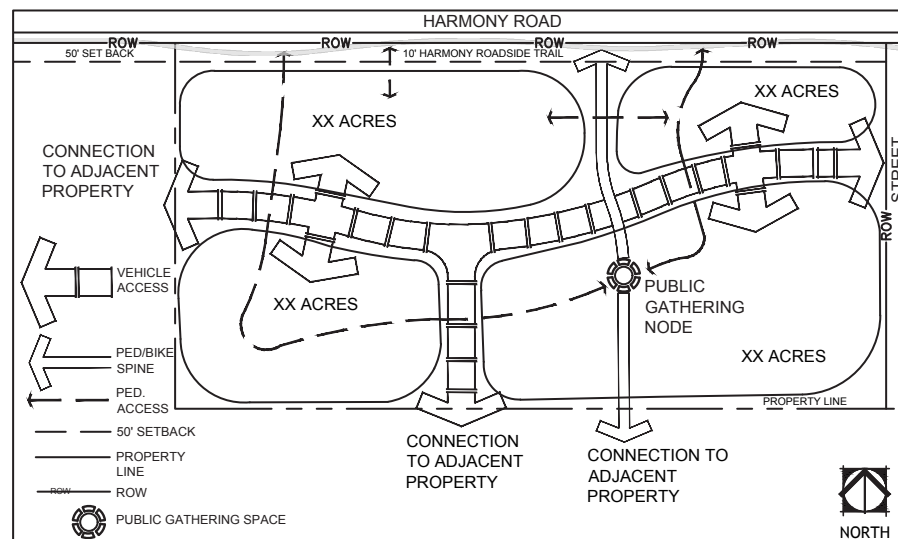 HARMONY ROAD
ROW
ROW
ROW
ROW
50' SET BACK
10' HARMONY ROADSIDE TRAIL
XX ACRES
XX ACRES
CONNECTION
TO ADJACENT
PROPERTY
STREET
ROW
VEHICLE
ACCESS
XX ACRES
PUBLIC
GATHERING
NODE
XX ACRES
PED/BIKE
SPINE
PED.
ACCESS
PROPERTY LINE
50' SETBACK
PROPERTY
LINE
ROW
ROW
PUBLIC GATHERING SPACE
CONNECTION
TO ADJACENT
PROPERTY
CONNECTION TO
ADJACENT
PROPERTY
NORTH